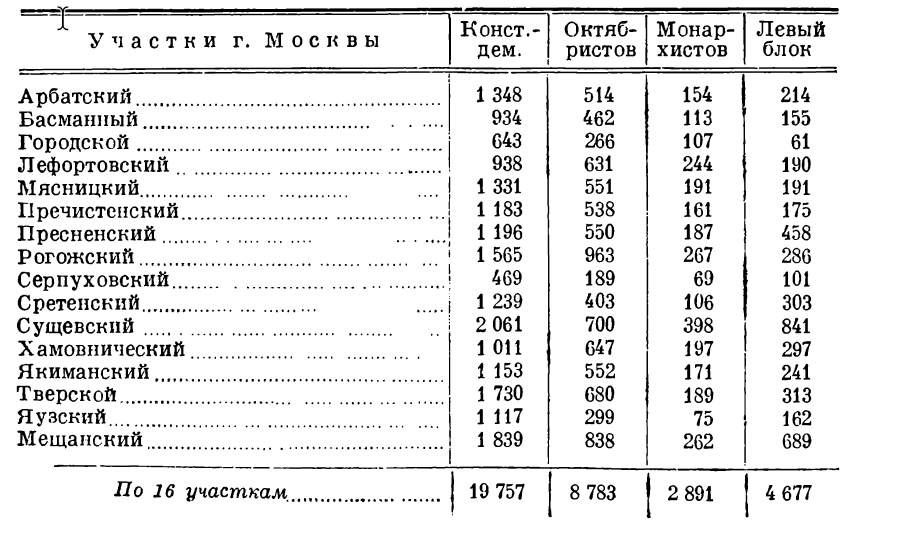 Участки г. Москвы Конст.-дем. Октябристов Монархистов Левый блок
Арбатский 1 348 514 154 214
Басманный 934 462 113 155
Городской 643 266 107 61
Лефортовский 938 631 244 190
Мясницкий 1 331 551 191 191
Пречистенский 1 183 538 161 175
Пресненский 1 196 550 187 458
Рогожский 1 565 963 267 286
Серпуховский 469 189 69 101
Сретенский 1 239 403 106 303
Сущевский 2 061 700 398 841
Хамовнический 1 011 647 197 297
Якиманский 1 153 552 171 241
Тверской 1 730 680 189 313
Яузский 1 117 299 75 162
Мещанский 1 839 838 262 689
По 16 участкам 19 757 8 783 2 891 4 677